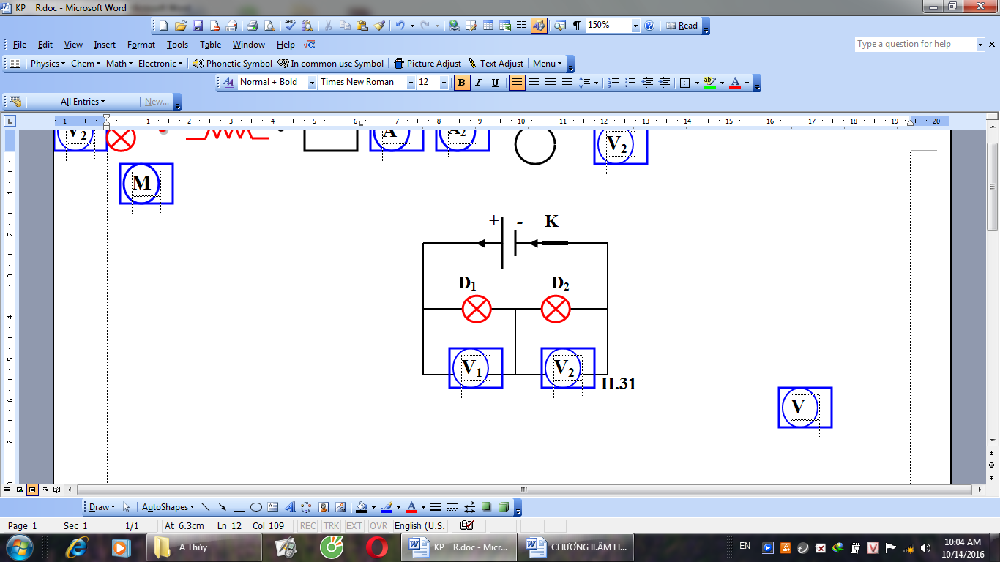 KP R.doc - Microsoft Word
150%
Read
File Edit View Insert Format Tools Table Window Help
Type a question for help
Physics Chem Math Electronic Phonetic Symbol In common use Symbol Picture Adjust Text Adjust Menu
Normal + Bold Times New Roman 12 B I U
All Entries New...
1 1 2 3 4 5 6 7 8 9 10 11 12 13 14 15 16 17 18 19 20
V2 A A2 V2
M
+ - K
Đ1 Đ2
V1 V2
H.31
V
1
2
3
4
5
6
7
Draw AutoShapes
Page 1 Sec 1 1/1 At 6.3cm Ln 12 Col 109 REC TRK EXT OVR English (U.S.
A Thúy KP R.doc - Micr... CHƯƠNG II.ÂM H... EN 10:04 AM
10/14/2016